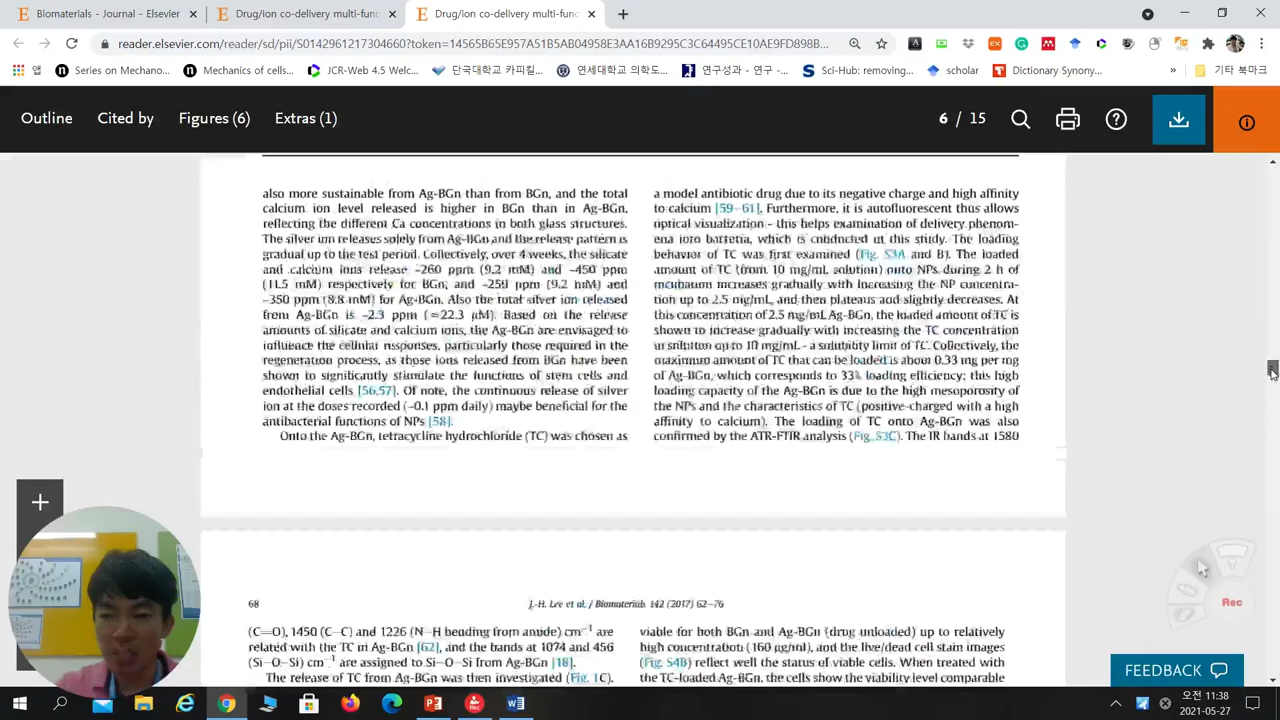 Biomaterials - Journal - Elsevier
Drug/ion co-delivery multi-func
Drug/ion co-delivery multi-func
앱
Series on Mechano...
Mechanics of cells...
JCR-Web 4.5 Welc...
단국대학교 카피킬...
연세대학교 의학도...
연구성과 - 연구 -...
Sci-Hub: removing...
scholar
Dictionary Synony...
»
기타 북마크
Outline
Cited by
Figures (6)
Extras (1)
6 / 15
also more sustainable from Ag-BGn than from BGn, and the total
calcium ion level released is higher in BGn than in Ag-BGn,
reflecting the different Ca concentrations in both glass structures.
The silver ion releases solely from Ag-BGn and the release pattern is
gradual up to the test period. Collectively, over 4 weeks, the silicate
and calcium ions release ~260 ppm (9.2 mM) and ~450 ppm
(11.5 mM) respectively for BGn, and ~259 ppm (9.2 mM) and
~350 ppm (8.8 mM) for Ag-BGn. Also the total silver ion released
from Ag-BGn is ~2.3 ppm (=22.3 μM). Based on the release
amounts of silicate and calcium ions, the Ag-BGn are envisaged to
influence the cellular responses, particularly those required in the
regeneration process, as those ions released from BGn have been
shown to significantly stimulate the functions of stem cells and
endothelial cells [56,57]. Of note, the continuous release of silver
ion at the doses recorded (~0.1 ppm daily) maybe beneficial for the
antibacterial functions of NPs [58].
Onto the Ag-BGn, tetracycline hydrochloride (TC) was chosen as
a model antibiotic drug due to its negative charge and high affinity
to calcium [59–61]. Furthermore, it is autofluorescent thus allows
optical visualization - this helps examination of delivery phenom-
ena into bacteria, which is conducted at this study. The loading
behavior of TC was first examined (Fig. S3A and B). The loaded
amount of TC (from 10 mg/mL solution) onto NPs during 2 h of
incubation increases gradually with increasing the NP concentra-
tion up to 2.5 mg/mL, and then plateaus and slightly decreases. At
this concentration of 2.5 mg/mL Ag-BGn, the loaded amount of TC is
shown to increase gradually with increasing the TC concentration
in solution upto 10 mg/mL - a solubility limit of TC. Collectively, the
maximum amount of TC that can be loaded is about 0.33 mg per mg
of Ag-BGn, which corresponds to 33% loading efficiency; this high
loading capacity of the Ag-BGn is due to the high mesoporosity of
the NPs and the characteristics of TC (positive-charged with a high
affinity to calcium). The loading of TC onto Ag-BGn was also
confirmed by the ATR-FTIR analysis (Fig. S3C). The IR bands at 1580
68
J.-H. Lee et al. / Biomaterials 142 (2017) 62–76
(C=O), 1450 (C–C) and 1226 (N–H bending from amide) cm⁻¹ are
related with the TC in Ag-BGn [62], and the bands at 1074 and 456
(Si–O–Si) cm⁻¹ are assigned to Si–O–Si from Ag-BGn [18].
The release of TC from Ag-BGn was then investigated (Fig. 1C).
viable for both BGn and Ag-BGn (drug unloaded) up to relatively
high concentration (160 μg/ml), and the live/dead cell stain images
(Fig. S4B) reflect well the status of viable cells. When treated with
the TC-loaded Ag-BGn, the cells show the viability level comparable
Rec
FEEDBACK
오전 11:38
2021-05-27